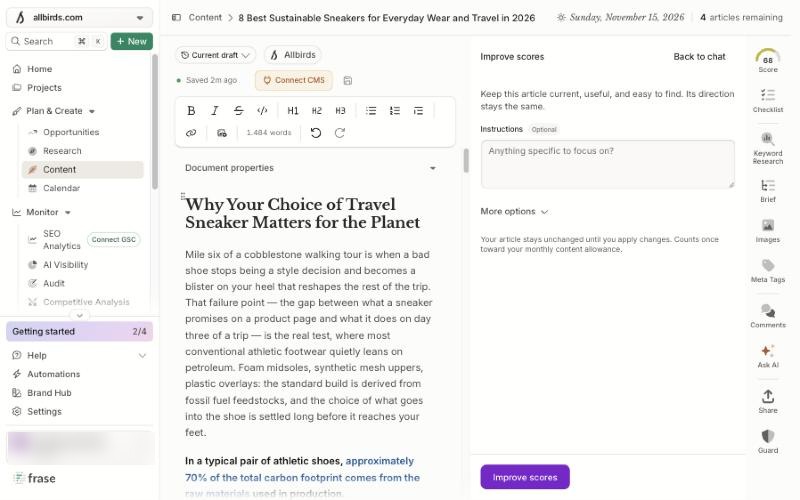 allbirds.com
Search ⌘ K
+ New
Home
Projects
Plan & Create
Opportunities
Research
Content
Calendar
Monitor
SEO Analytics
Connect GSC
AI Visibility
Audit
Competitive Analysis
Getting started 2/4
Help
Automations
Brand Hub
Settings
frase
Content > 8 Best Sustainable Sneakers for Everyday Wear and Travel in 2026
Sunday, November 15, 2026
4 articles remaining
Current draft
Allbirds
Saved 2m ago
Connect CMS
B I S </> H1 H2 H3
1,484 words
Document properties
Why Your Choice of Travel
Sneaker Matters for the Planet
Mile six of a cobblestone walking tour is when a bad
shoe stops being a style decision and becomes a
blister on your heel that reshapes the rest of the trip.
That failure point — the gap between what a sneaker
promises on a product page and what it does on day
three of a trip — is the real test, where most
conventional athletic footwear quietly leans on
petroleum. Foam midsoles, synthetic mesh uppers,
plastic overlays: the standard build is derived from
fossil fuel feedstocks, and the choice of what goes
into the shoe is settled long before it reaches your
feet.
In a typical pair of athletic shoes, approximately
70% of the total carbon footprint comes from the
raw materials used in production.
Improve scores
Back to chat
Keep this article current, useful, and easy to find. Its direction
stays the same.
Instructions Optional
Anything specific to focus on?
More options
Your article stays unchanged until you apply changes. Counts once
toward your monthly content allowance.
Improve scores
68
Score
Checklist
Keyword
Research
Brief
Images
Meta Tags
Comments
Ask AI
Share
Guard